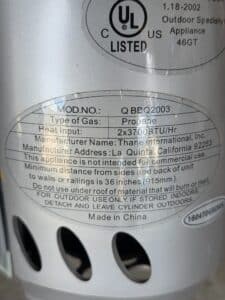 1.18-2002
Outdoor Specialty
Appliance
46GT
UL
®
C US
LISTED
MOD.NO.: Q BBQ2003
Type of Gas: Propane
Heat Input: 2x3700BTU/Hr
Manufacturer Name: Thane International, Inc.
Manufacturer Address: La Quinta, California 92253
This appliance is not intended for commercial use.
Minimum distance from sides and back of unit
to walls or railings is 36 inches (915mm).
Do not use under roof of material that will burn or melt.
FOR OUTDOOR USE ONLY IF STORED INDOORS,
DETACH AND LEAVE CYLINDER OUTDOORS.
Made in China